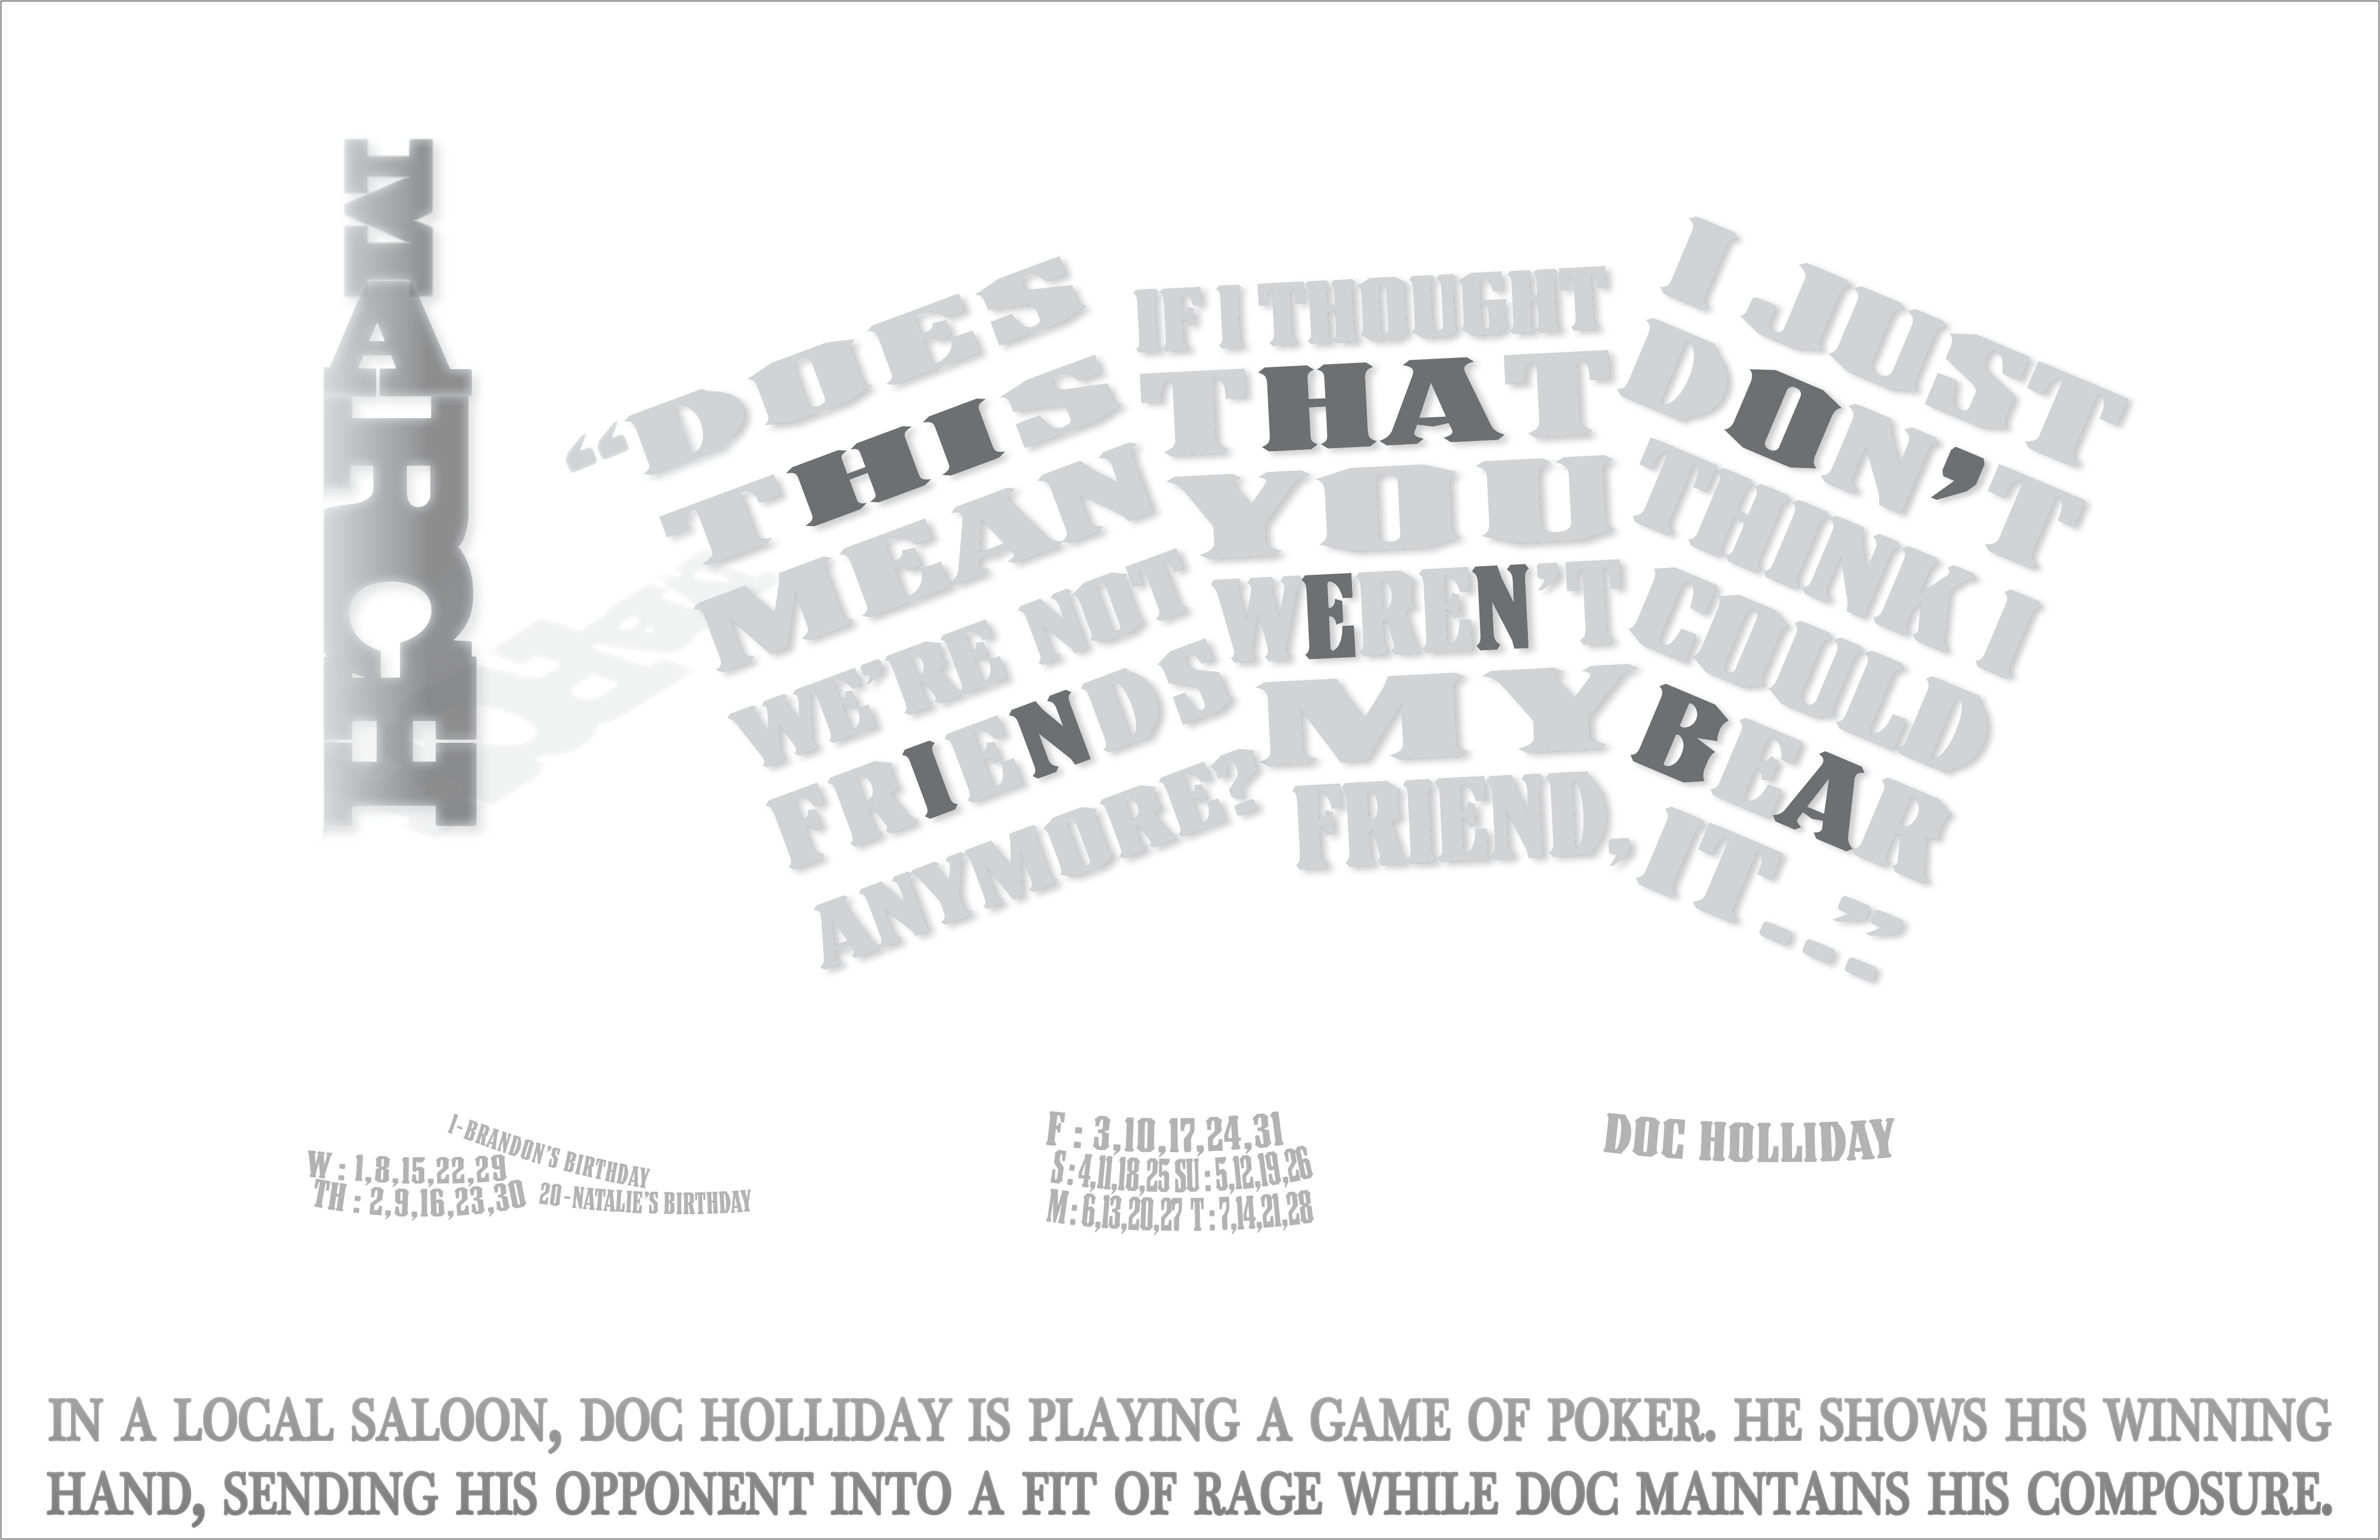 MARCH
“DOES
THIS
MEAN
WE’RE NOT
FRIENDS
ANYMORE?
IF I THOUGHT
THAT
YOU
WEREN’T
MY
FRIEND,
I JUST
DON’T
THINK I
COULD
BEAR
IT...”
1-BRANDON’S BIRTHDAY
W : 1,8,15,22,29
TH : 2,9,16,23,30
20-NATALIE’S BIRTHDAY
F : 3,10,17,24,31
S:4,11,18,25 SU:5,12,19,26
M:6,13,20,27 T:7,14,21,28
DOC HOLLIDAY
IN A LOCAL SALOON, DOC HOLLIDAY IS PLAYING A GAME OF POKER. HE SHOWS HIS WINNING
HAND, SENDING HIS OPPONENT INTO A FIT OF RAGE WHILE DOC MAINTAINS HIS COMPOSURE.